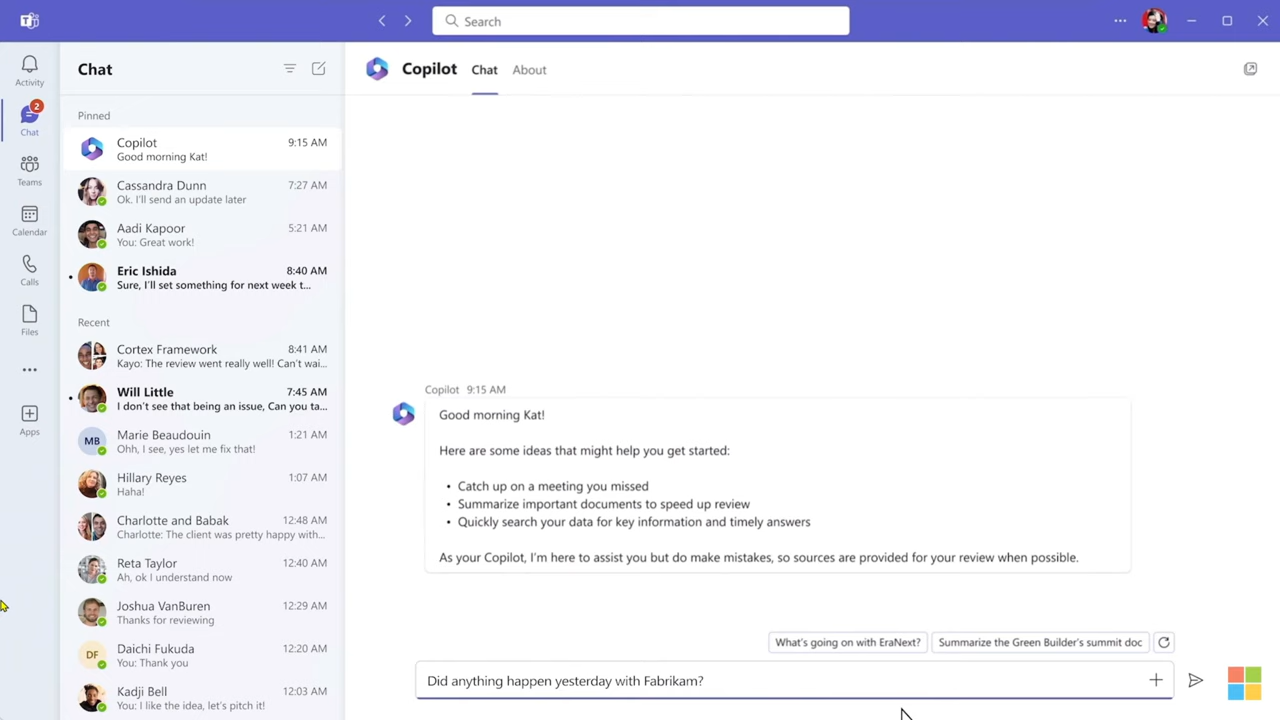 T
Search
Activity
2
Chat
Teams
Calendar
Calls
Files
Apps
Chat
Pinned
Copilot 9:15 AM
Good morning Kat!
Cassandra Dunn 7:27 AM
Ok. I'll send an update later
Aadi Kapoor 5:21 AM
You: Great work!
Eric Ishida 8:40 AM
Sure, I'll set something for next week t...
Recent
Cortex Framework 8:41 AM
Kayo: The review went really well! Can't wai...
Will Little 7:45 AM
I don't see that being an issue, Can you ta...
MB
Marie Beaudouin 1:21 AM
Ohh, I see, yes let me fix that!
Hillary Reyes 1:07 AM
Haha!
Charlotte and Babak 12:48 AM
Charlotte: The client was pretty happy with...
Reta Taylor 12:40 AM
Ah, ok I understand now
Joshua VanBuren 12:29 AM
Thanks for reviewing
DF
Daichi Fukuda 12:20 AM
You: Thank you
Kadji Bell 12:03 AM
You: I like the idea, let's pitch it!
Copilot Chat About
Copilot 9:15 AM
Good morning Kat!
Here are some ideas that might help you get started:
• Catch up on a meeting you missed
• Summarize important documents to speed up review
• Quickly search your data for key information and timely answers
As your Copilot, I'm here to assist you but do make mistakes, so sources are provided for your review when possible.
What's going on with EraNext? Summarize the Green Builder's summit doc
Did anything happen yesterday with Fabrikam?